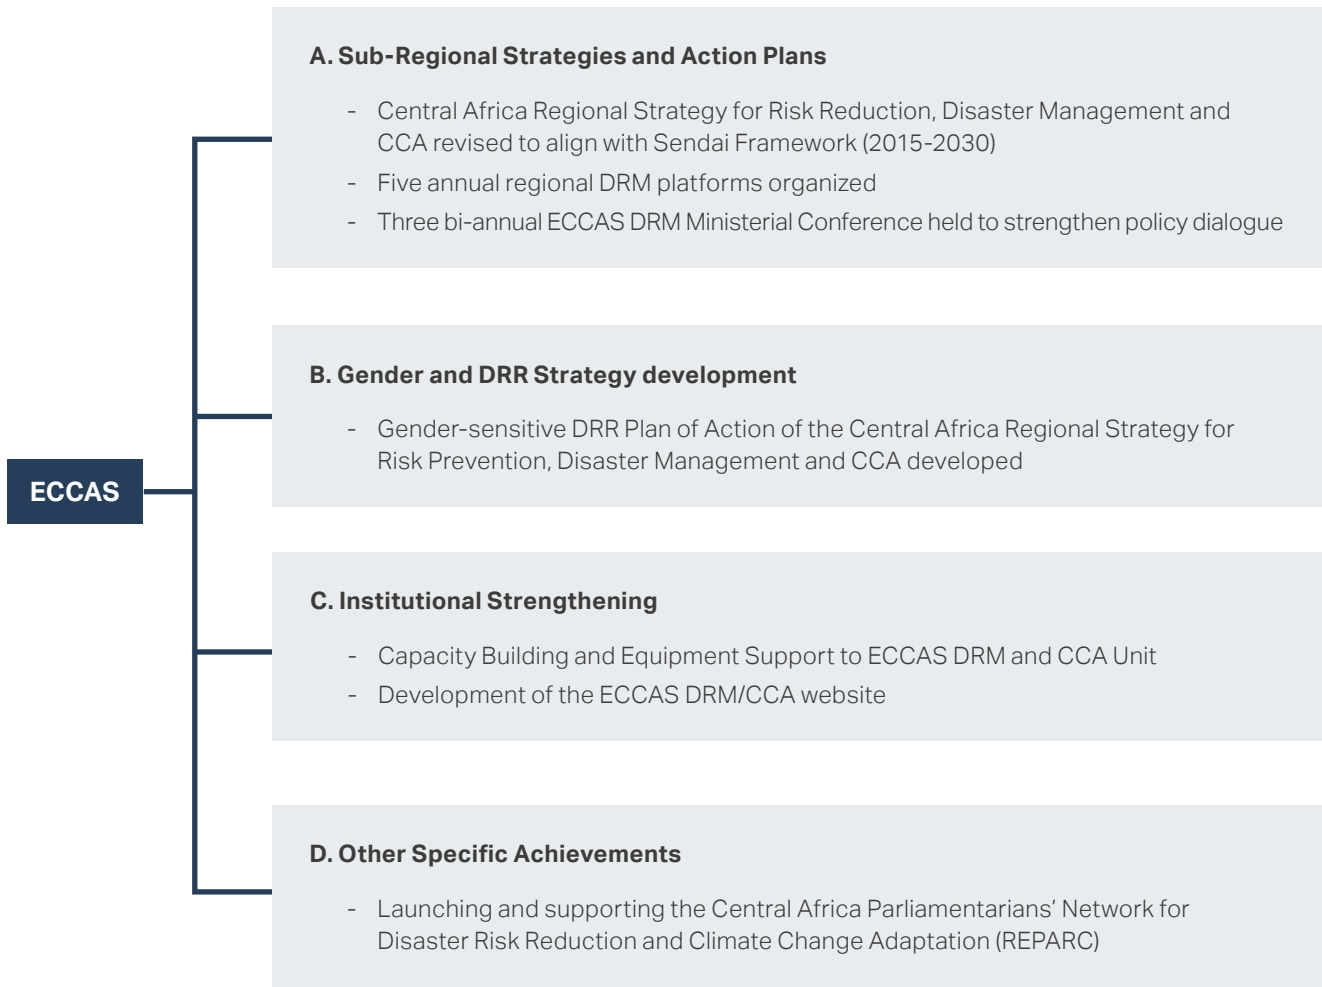 A. Sub-Regional Strategies and Action Plans
- Central Africa Regional Strategy for Risk Reduction, Disaster Management and
CCA revised to align with Sendai Framework (2015-2030)
- Five annual regional DRM platforms organized
- Three bi-annual ECCAS DRM Ministerial Conference held to strengthen policy dialogue
B. Gender and DRR Strategy development
- Gender-sensitive DRR Plan of Action of the Central Africa Regional Strategy for
Risk Prevention, Disaster Management and CCA developed
ECCAS
C. Institutional Strengthening
- Capacity Building and Equipment Support to ECCAS DRM and CCA Unit
- Development of the ECCAS DRM/CCA website
D. Other Specific Achievements
- Launching and supporting the Central Africa Parliamentarians’ Network for
Disaster Risk Reduction and Climate Change Adaptation (REPARC)